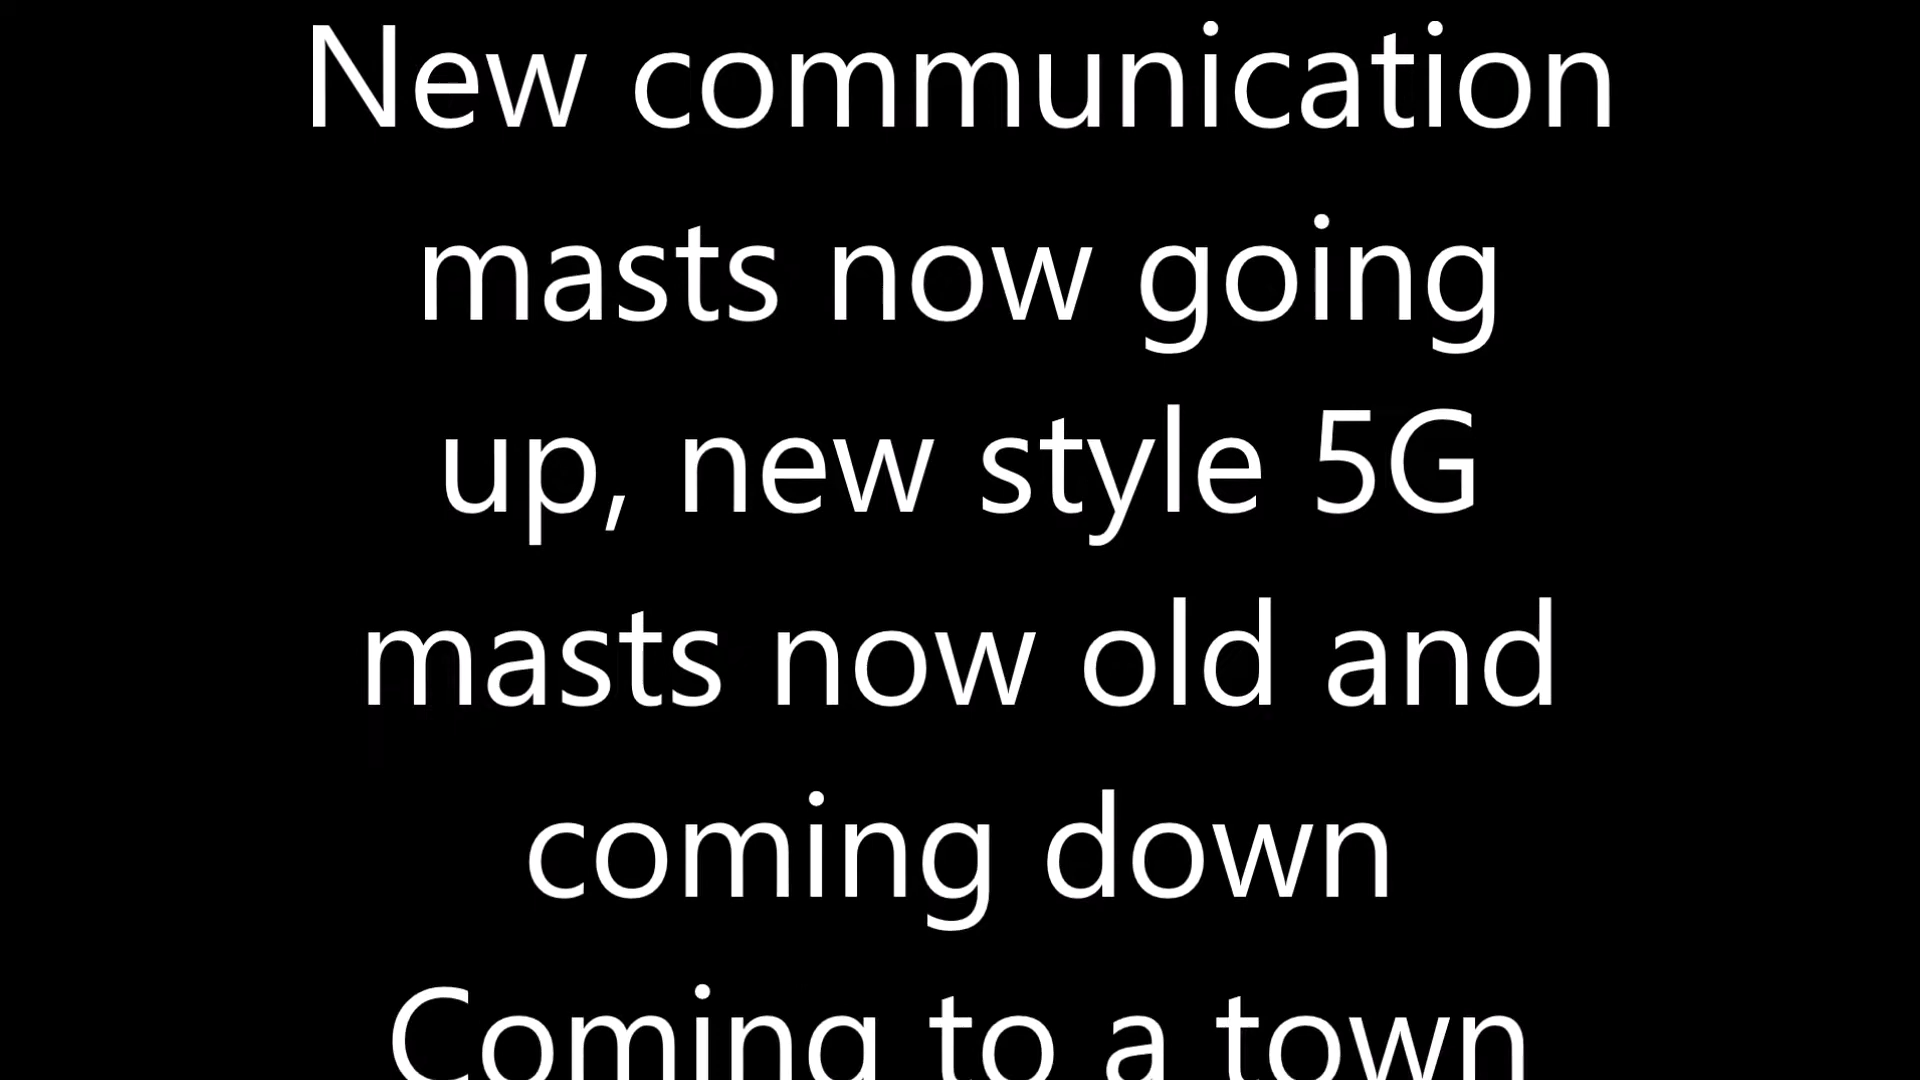 New communication
masts now going
up, new style 5G
masts now old and
coming down
Coming to a town